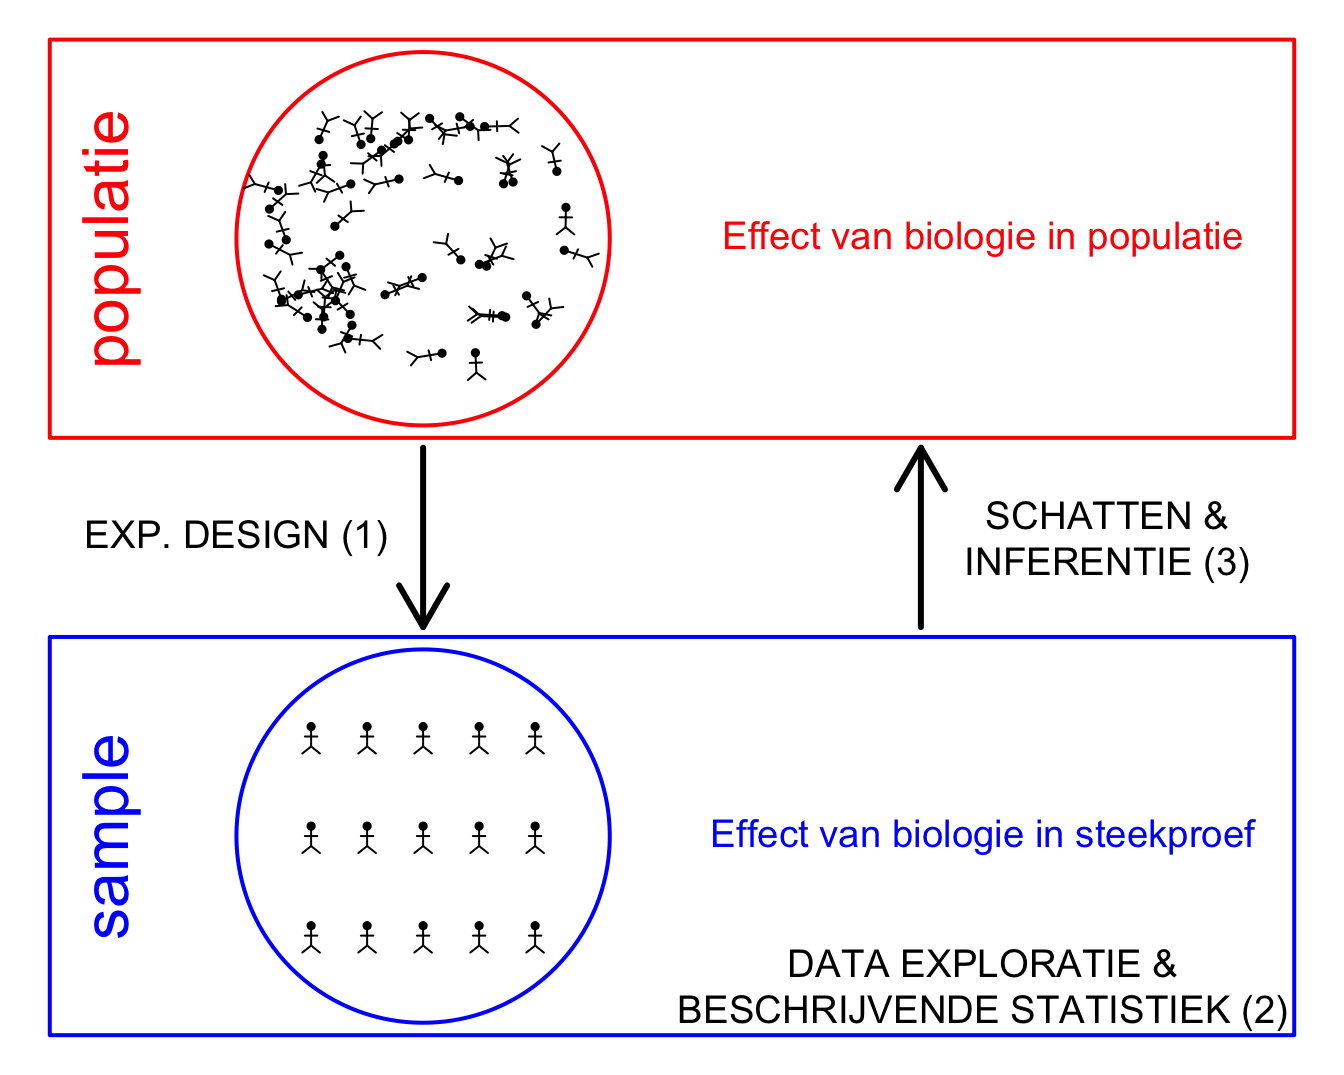 populatie
Effect van biologie in populatie
EXP. DESIGN (1)
SCHATTEN &
INFERENTIE (3)
sample
Effect van biologie in steekproef
DATA EXPLORATIE &
BESCHRIJVENDE STATISTIEK (2)